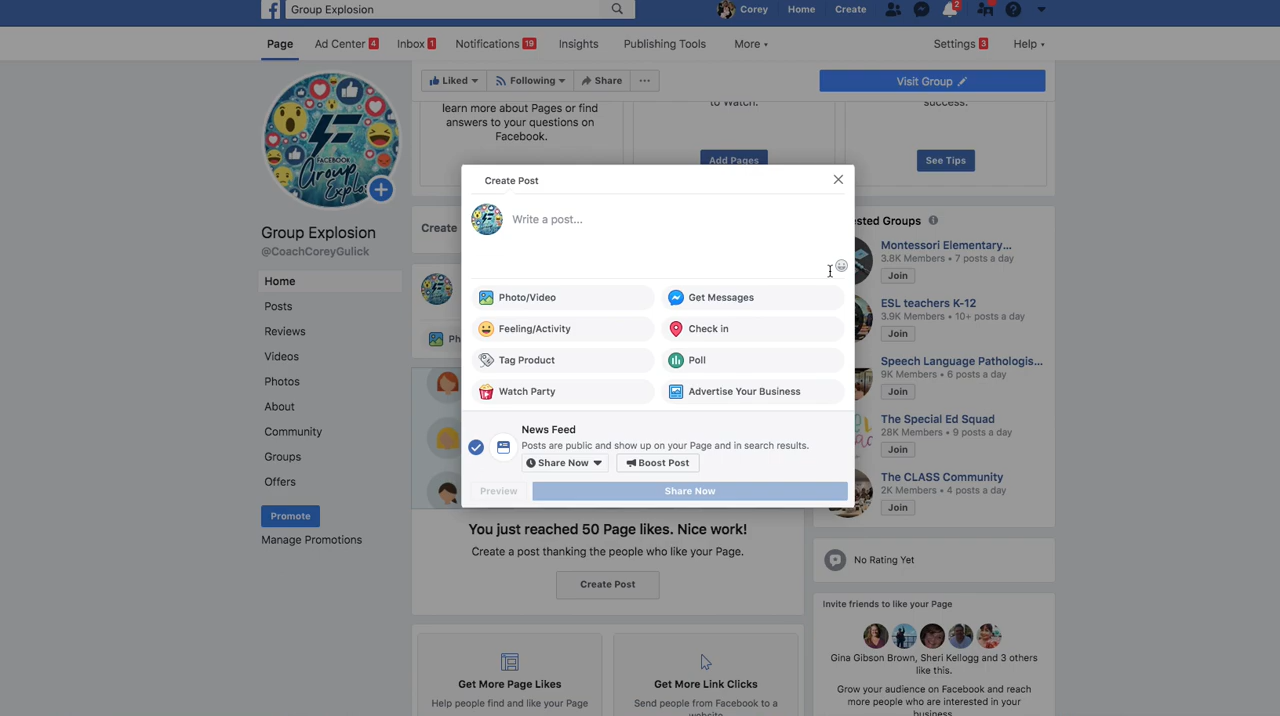 Group Explosion
Corey
Home
Create
2
Page
Ad Center 4
Inbox 1
Notifications 19
Insights
Publishing Tools
More
Settings 3
Help
Liked
Following
Share
Visit Group
learn more about Pages or find
answers to your questions on
Facebook.
to Watch.
success.
Add Pages
See Tips
FACEBOOK
Group
Group Explosion
@CoachCoreyGulick
Home
Posts
Reviews
Videos
Photos
About
Community
Groups
Offers
Promote
Manage Promotions
Create
Ph
Create Post
Write a post...
Photo/Video
Get Messages
Feeling/Activity
Check in
Tag Product
Poll
Watch Party
Advertise Your Business
News Feed
Posts are public and show up on your Page and in search results.
Share Now
Boost Post
Preview
Share Now
You just reached 50 Page likes. Nice work!
Create a post thanking the people who like your Page.
Create Post
Get More Page Likes
Help people find and like your Page
Get More Link Clicks
Send people from Facebook to a
website
ested Groups
Montessori Elementary...
3.8K Members • 7 posts a day
Join
ESL teachers K-12
3.9K Members • 10+ posts a day
Join
Speech Language Pathologis...
9K Members • 6 posts a day
Join
The Special Ed Squad
28K Members • 9 posts a day
Join
The CLASS Community
2K Members • 4 posts a day
Join
No Rating Yet
Invite friends to like your Page
Gina Gibson Brown, Sheri Kellogg and 3 others
like this.
Grow your audience on Facebook and reach
more people who are interested in your
business.